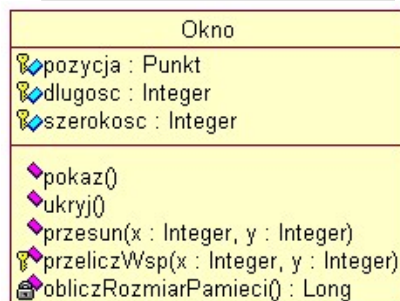 Okno
pozycja : Punkt
dlugosc : Integer
szerokosc : Integer
pokaz()
ukryj()
przesun(x : Integer, y : Integer)
przeliczWsp(x : Integer, y : Integer)
obliczRozmiarPamieci() : Long